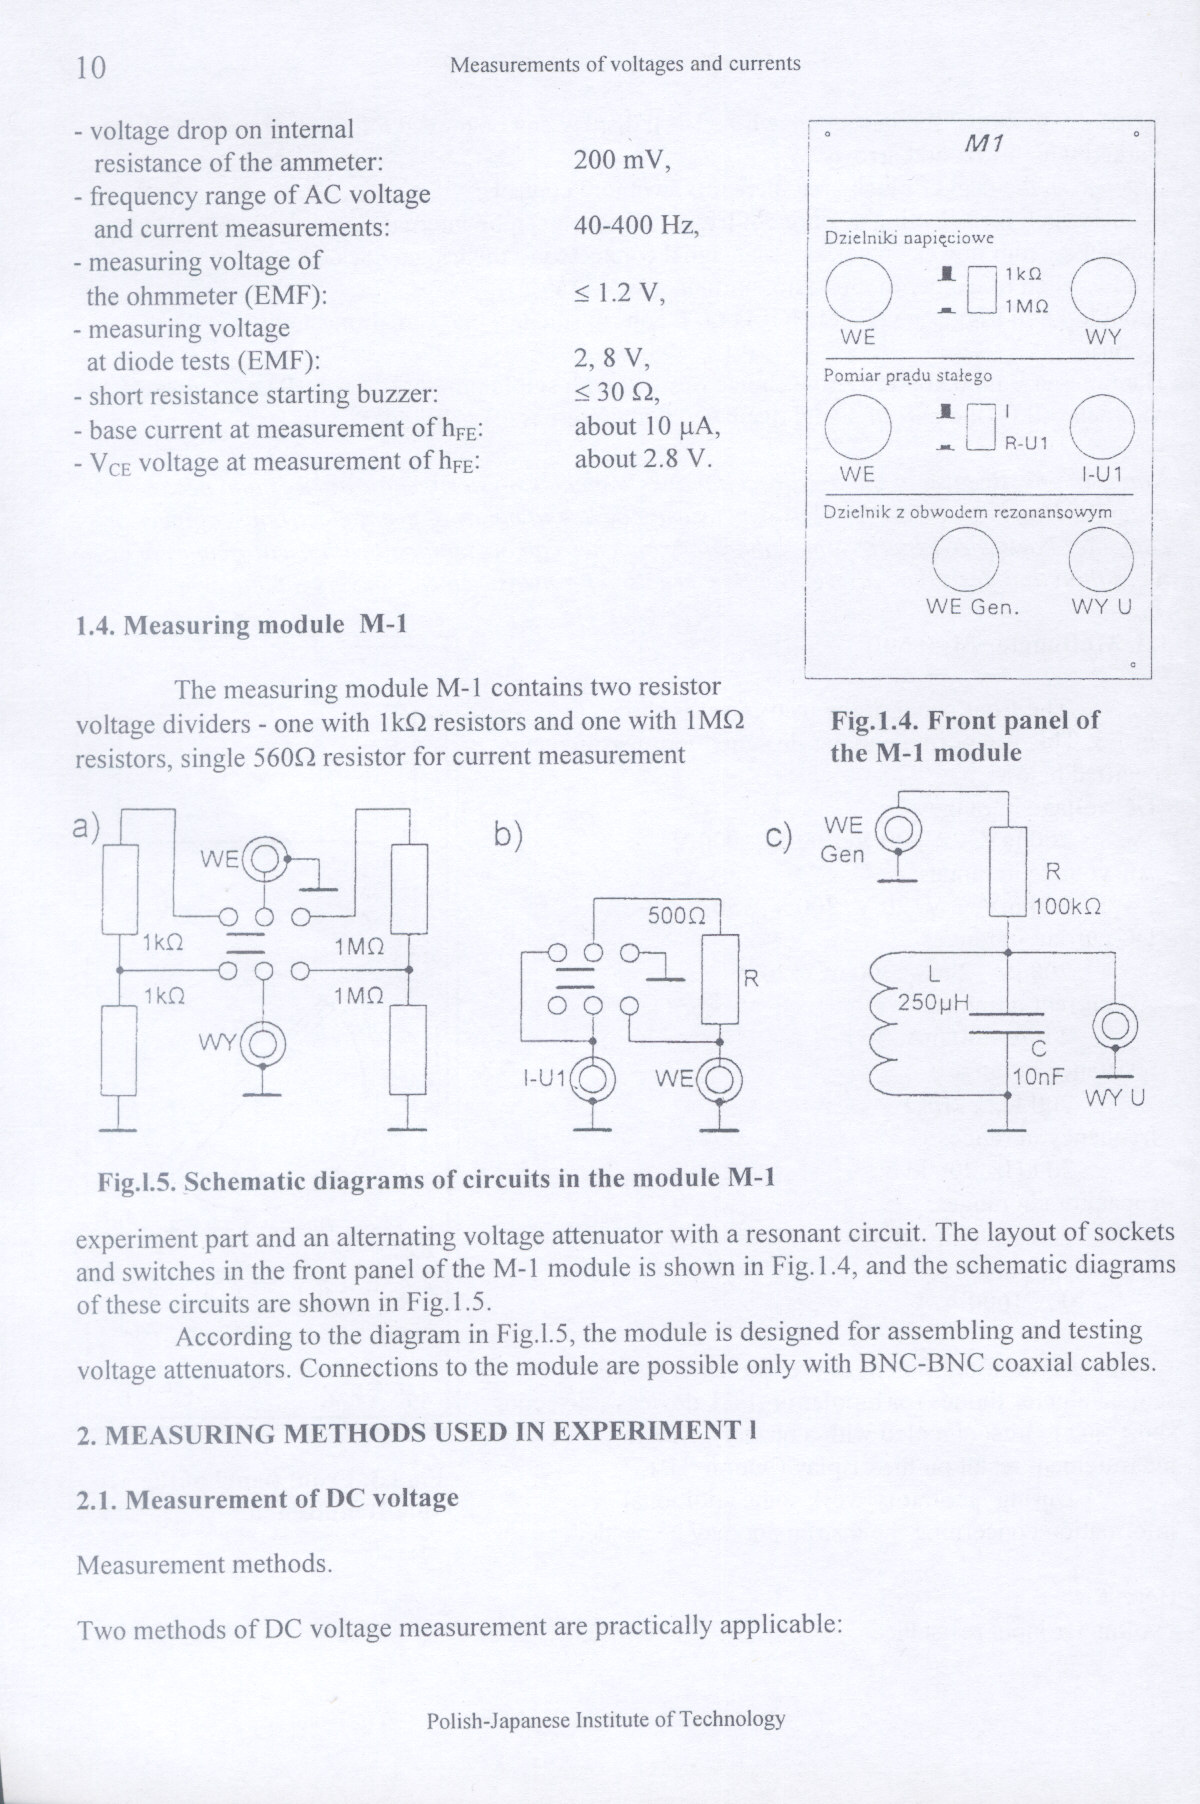 10
Measurements of voltages and currents
- voltage drop on internal
resistance of the ammeter: 200 mV,
- frequency range of AC voltage
and current measurements: 40-400 Hz,
- measuring voltage of
the ohmmeter (EMF): ≤ 1.2 V,
- measuring voltage
at diode tests (EMF): 2, 8 V,
- short resistance starting buzzer: ≤ 30 Ω,
- base current at measurement of hFE: about 10 µA,
- VCE voltage at measurement of hFE: about 2.8 V.
M1
Dzielniki napięciowe
1kΩ
1MΩ
WE WY
Pomiar prądu stałego
I
R-U1
WE I-U1
Dzielnik z obwodem rezonansowym
WE Gen. WY U
Fig.1.4. Front panel of
the M-1 module
1.4. Measuring module M-1
The measuring module M-1 contains two resistor
voltage dividers - one with 1kΩ resistors and one with 1MΩ
resistors, single 560Ω resistor for current measurement
a)
WE
1kΩ 1MΩ
1kΩ 1MΩ
WY
b)
500Ω
R
I-U1 WE
c)
WE
Gen
R
100kΩ
L
250µH
C
10nF
WY U
Fig.1.5. Schematic diagrams of circuits in the module M-1
experiment part and an alternating voltage attenuator with a resonant circuit. The layout of sockets
and switches in the front panel of the M-1 module is shown in Fig.1.4, and the schematic diagrams
of these circuits are shown in Fig.1.5.
According to the diagram in Fig.1.5, the module is designed for assembling and testing
voltage attenuators. Connections to the module are possible only with BNC-BNC coaxial cables.
2. MEASURING METHODS USED IN EXPERIMENT 1
2.1. Measurement of DC voltage
Measurement methods.
Two methods of DC voltage measurement are practically applicable:
Polish-Japanese Institute of Technology